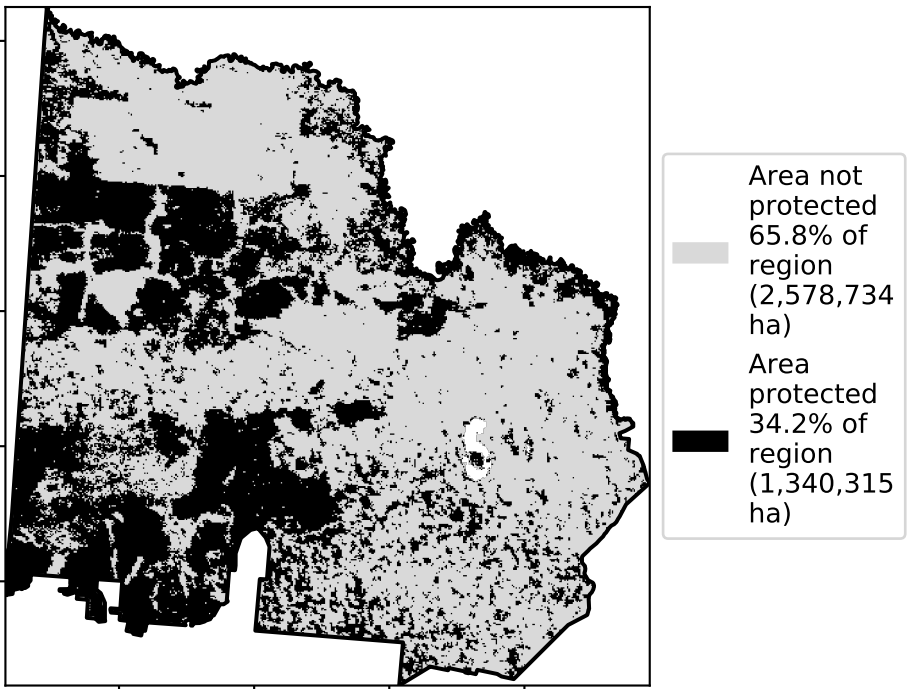 Area not
protected
65.8% of
region
(2,578,734
ha)
Area
protected
34.2% of
region
(1,340,315
ha)